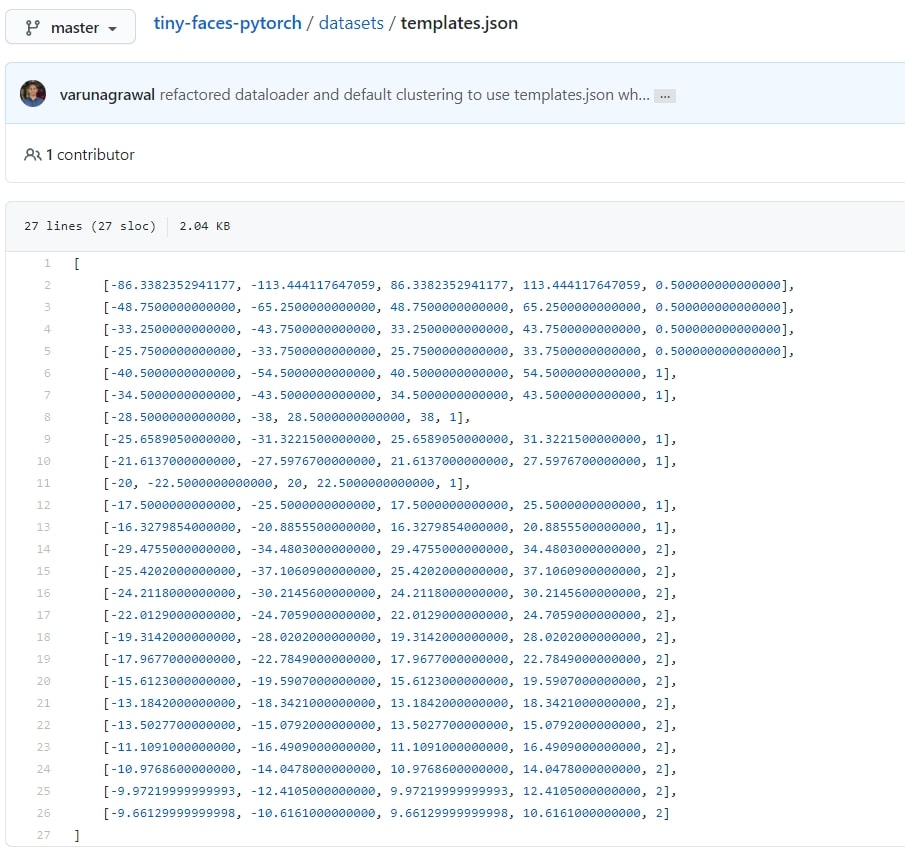 master tiny-faces-pytorch / datasets / templates.json
varunagrawal refactored dataloader and default clustering to use templates.json wh... ...
1 contributor
27 lines (27 sloc) 2.04 KB
1 [
2 [-86.3382352941177, -113.444117647059, 86.3382352941177, 113.444117647059, 0.500000000000000],
3 [-48.7500000000000, -65.2500000000000, 48.7500000000000, 65.2500000000000, 0.500000000000000],
4 [-33.2500000000000, -43.7500000000000, 33.2500000000000, 43.7500000000000, 0.500000000000000],
5 [-25.7500000000000, -33.7500000000000, 25.7500000000000, 33.7500000000000, 0.500000000000000],
6 [-40.5000000000000, -54.5000000000000, 40.5000000000000, 54.5000000000000, 1],
7 [-34.5000000000000, -43.5000000000000, 34.5000000000000, 43.5000000000000, 1],
8 [-28.5000000000000, -38, 28.5000000000000, 38, 1],
9 [-25.6589050000000, -31.3221500000000, 25.6589050000000, 31.3221500000000, 1],
10 [-21.6137000000000, -27.5976700000000, 21.6137000000000, 27.5976700000000, 1],
11 [-20, -22.5000000000000, 20, 22.5000000000000, 1],
12 [-17.5000000000000, -25.5000000000000, 17.5000000000000, 25.5000000000000, 1],
13 [-16.3279854000000, -20.8855500000000, 16.3279854000000, 20.8855500000000, 1],
14 [-29.4755000000000, -34.4803000000000, 29.4755000000000, 34.4803000000000, 2],
15 [-25.4202000000000, -37.1060900000000, 25.4202000000000, 37.1060900000000, 2],
16 [-24.2118000000000, -30.2145600000000, 24.2118000000000, 30.2145600000000, 2],
17 [-22.0129000000000, -24.7059000000000, 22.0129000000000, 24.7059000000000, 2],
18 [-19.3142000000000, -28.0202000000000, 19.3142000000000, 28.0202000000000, 2],
19 [-17.9677000000000, -22.7849000000000, 17.9677000000000, 22.7849000000000, 2],
20 [-15.6123000000000, -19.5907000000000, 15.6123000000000, 19.5907000000000, 2],
21 [-13.1842000000000, -18.3421000000000, 13.1842000000000, 18.3421000000000, 2],
22 [-13.5027700000000, -15.0792000000000, 13.5027700000000, 15.0792000000000, 2],
23 [-11.1091000000000, -16.4909000000000, 11.1091000000000, 16.4909000000000, 2],
24 [-10.9768600000000, -14.0478000000000, 10.9768600000000, 14.0478000000000, 2],
25 [-9.97219999999993, -12.4105000000000, 9.97219999999993, 12.4105000000000, 2],
26 [-9.66129999999998, -10.6161000000000, 9.66129999999998, 10.6161000000000, 2]
27 ]